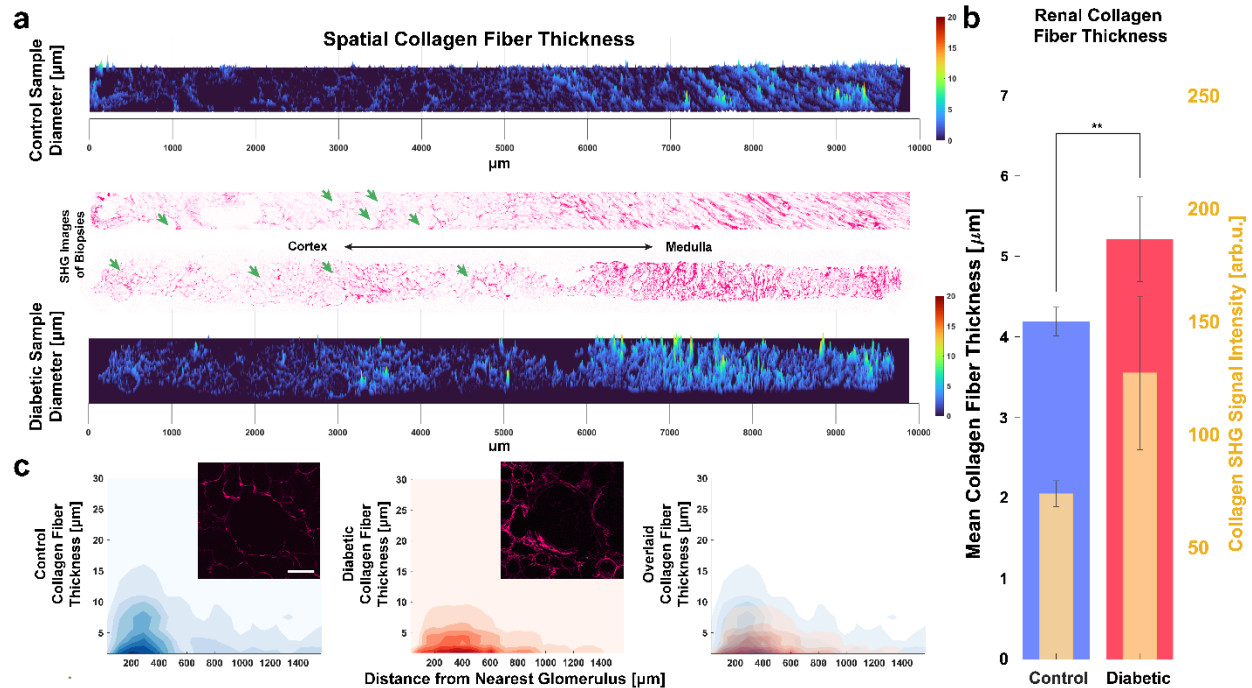 a
Spatial Collagen Fiber Thickness
Control Sample
Diameter [µm]
20
15
10
5
0
0 1000 2000 3000 4000 5000 6000 7000 8000 9000 10000
µm
SHG Images
of Biopsies
Cortex
Medulla
Diabetic Sample
Diameter [µm]
20
15
10
5
0
0 1000 2000 3000 4000 5000 6000 7000 8000 9000 10000
µm
b
Renal Collagen
Fiber Thickness
Mean Collagen Fiber Thickness [µm]
7
6
5
4
3
2
1
0
**
250
200
150
100
50
Collagen SHG Signal Intensity [arb.u.]
Control Diabetic
c
Control
Collagen Fiber
Thickness [µm]
30
25
20
15
10
5
200 400 600 800 1000 1200 1400
Diabetic
Collagen Fiber
Thickness [µm]
30
25
20
15
10
5
200 400 600 800 1000 1200 1400
Overlaid
Collagen Fiber
Thickness [µm]
30
25
20
15
10
5
200 400 600 800 1000 1200 1400
Distance from Nearest Glomerulus [µm]